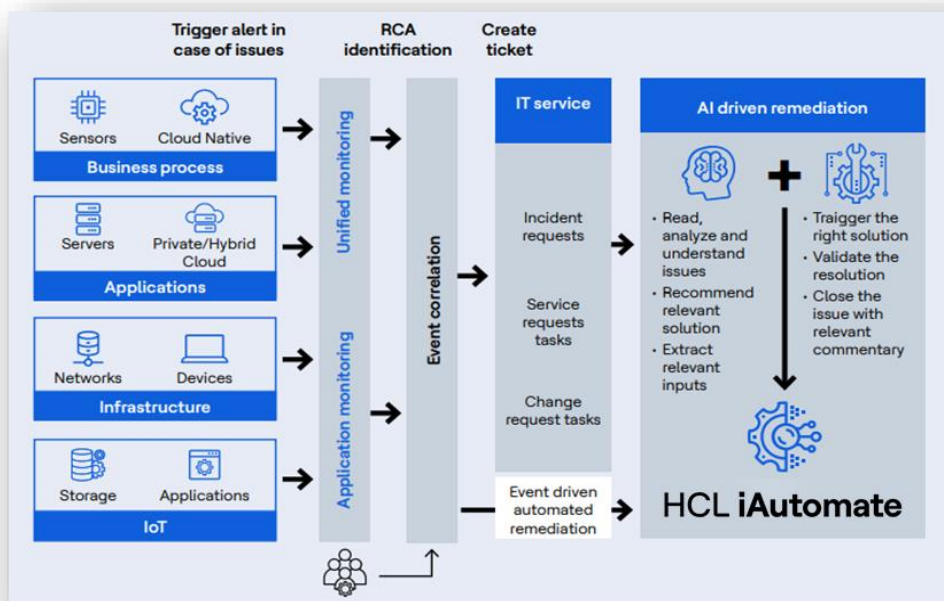 Trigger alert in
case of issues
RCA
identification
Create
ticket
Sensors
Cloud Native
Business process
Servers
Private/Hybrid
Cloud
Applications
Networks
Devices
Infrastructure
Storage
Applications
IoT
Unified monitoring
Application monitoring
Event correlation
IT service
Incident
requests
Service
requests
tasks
Change
request tasks
Event driven
automated
remediation
AI driven remediation
• Read,
analyze and
understand
issues
• Recommend
relevant
solution
• Extract
relevant
inputs
• Traigger the
right solution
• Validate the
resolution
• Close the
issue with
relevant
commentary
HCL iAutomate